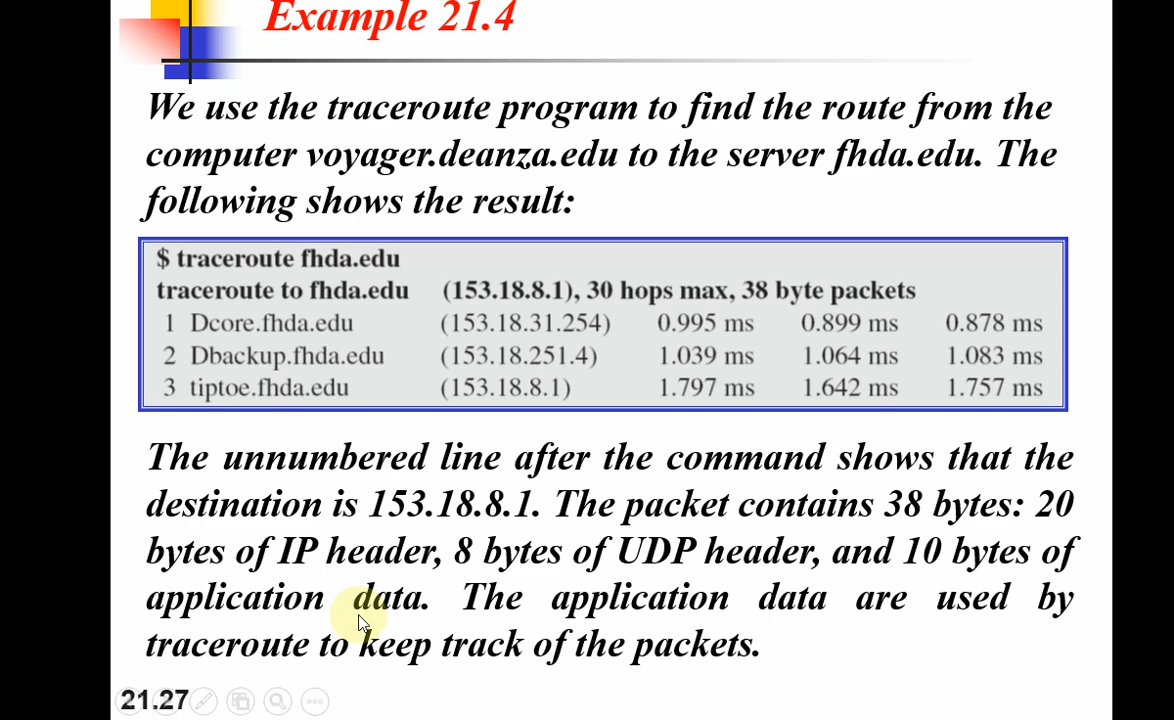 Example 21.4
We use the traceroute program to find the route from the
computer voyager.deanza.edu to the server fhda.edu. The
following shows the result:
$ traceroute fhda.edu
traceroute to fhda.edu (153.18.8.1), 30 hops max, 38 byte packets
1 Dcore.fhda.edu (153.18.31.254) 0.995 ms 0.899 ms 0.878 ms
2 Dbackup.fhda.edu (153.18.251.4) 1.039 ms 1.064 ms 1.083 ms
3 tiptoe.fhda.edu (153.18.8.1) 1.797 ms 1.642 ms 1.757 ms
The unnumbered line after the command shows that the
destination is 153.18.8.1. The packet contains 38 bytes: 20
bytes of IP header, 8 bytes of UDP header, and 10 bytes of
application data. The application data are used by
traceroute to keep track of the packets.
21.27